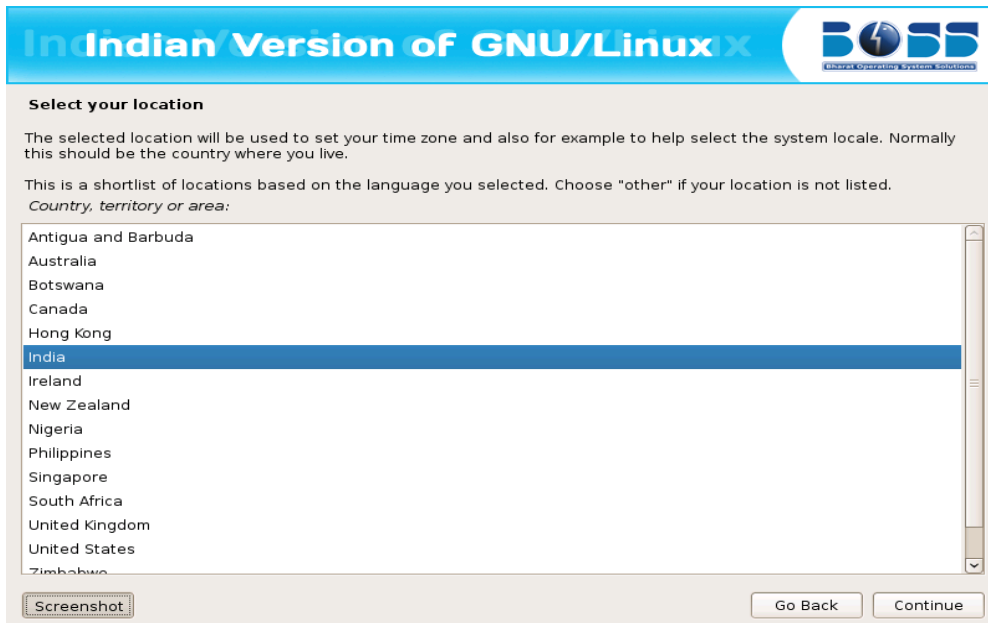 Indian Version of GNU/Linux
BOSS
Bharat Operating System Solutions
Select your location
The selected location will be used to set your time zone and also for example to help select the system locale. Normally
this should be the country where you live.
This is a shortlist of locations based on the language you selected. Choose "other" if your location is not listed.
Country, territory or area:
Antigua and Barbuda
Australia
Botswana
Canada
Hong Kong
India
Ireland
New Zealand
Nigeria
Philippines
Singapore
South Africa
United Kingdom
United States
Zimbabwe
Screenshot
Go Back
Continue